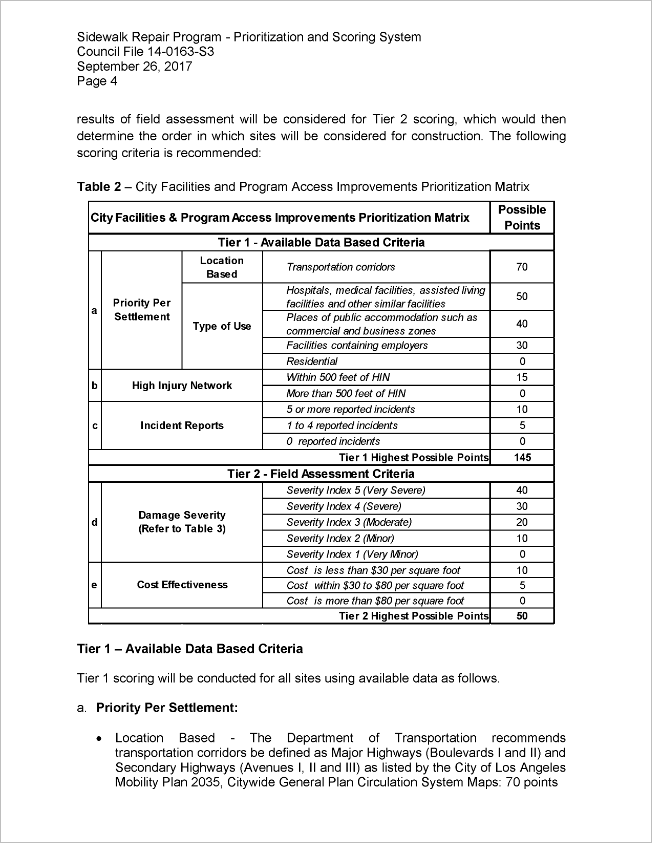 Sidewalk Repair Program - Prioritization and Scoring System
Council File 14-0163-S3
September 26, 2017
Page 4
results of field assessment will be considered for Tier 2 scoring, which would then
determine the order in which sites will be considered for construction. The following
scoring criteria is recommended:
Table 2 – City Facilities and Program Access Improvements Prioritization Matrix
City Facilities & Program Access Improvements Prioritization Matrix
Possible
Points
Tier 1 - Available Data Based Criteria
a
Priority Per
Settlement
Location
Based
Transportation corridors
70
Type of Use
Hospitals, medical facilities, assisted living
facilities and other similar facilities
50
Places of public accommodation such as
commercial and business zones
40
Facilities containing employers
30
Residential
0
b
High Injury Network
Within 500 feet of HIN
15
More than 500 feet of HIN
0
c
Incident Reports
5 or more reported incidents
10
1 to 4 reported incidents
5
0 reported incidents
0
Tier 1 Highest Possible Points
145
Tier 2 - Field Assessment Criteria
d
Damage Severity
(Refer to Table 3)
Severity Index 5 (Very Severe)
40
Severity Index 4 (Severe)
30
Severity Index 3 (Moderate)
20
Severity Index 2 (Minor)
10
Severity Index 1 (Very Minor)
0
e
Cost Effectiveness
Cost is less than $30 per square foot
10
Cost within $30 to $80 per square foot
5
Cost is more than $80 per square foot
0
Tier 2 Highest Possible Points
50
Tier 1 – Available Data Based Criteria
Tier 1 scoring will be conducted for all sites using available data as follows.
a. Priority Per Settlement:
• Location Based - The Department of Transportation recommends
transportation corridors be defined as Major Highways (Boulevards I and II) and
Secondary Highways (Avenues I, II and III) as listed by the City of Los Angeles
Mobility Plan 2035, Citywide General Plan Circulation System Maps: 70 points